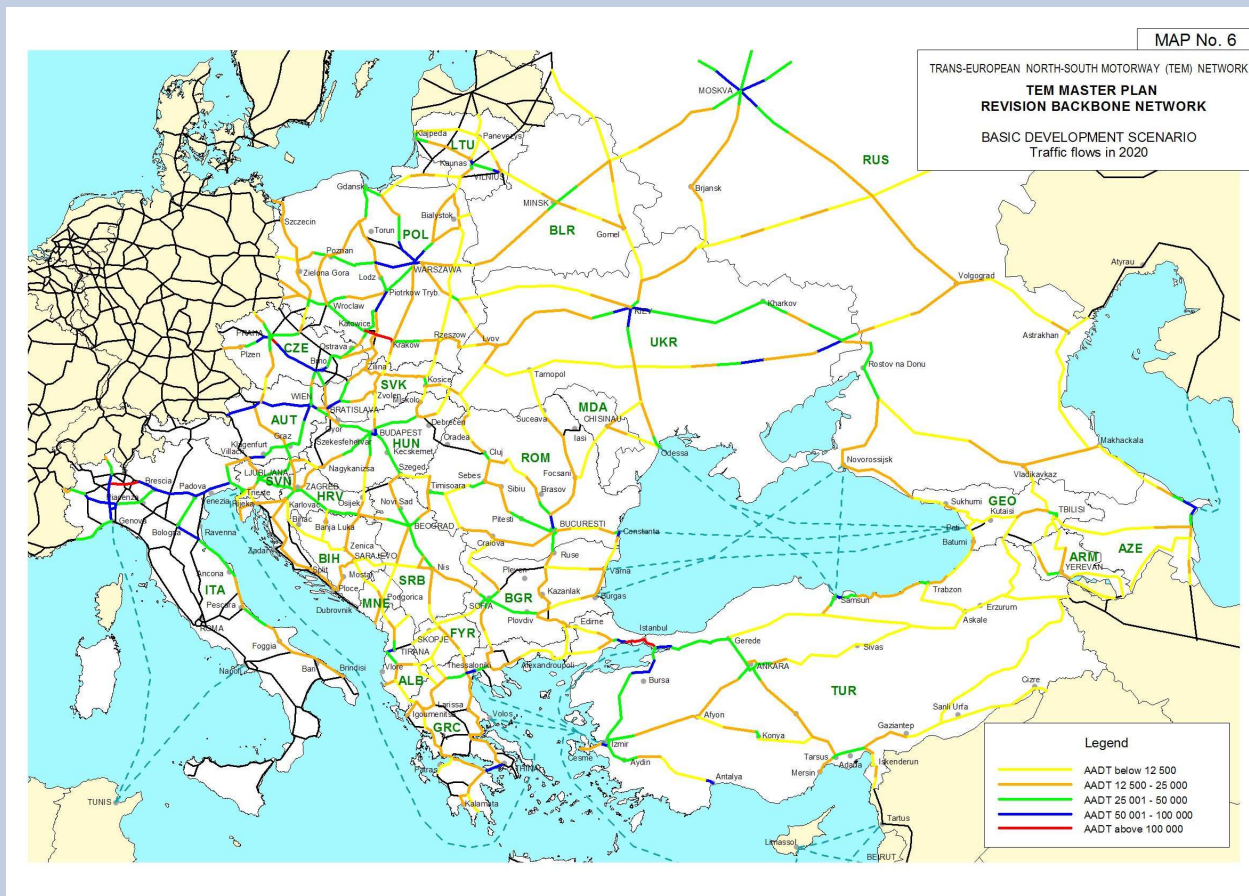 MAP No. 6
TRANS-EUROPEAN NORTH-SOUTH MOTORWAY (TEM) NETWORK
TEM MASTER PLAN
REVISION BACKBONE NETWORK
BASIC DEVELOPMENT SCENARIO
Traffic flows in 2020
MOSKVA
RUS
Klajpeda
Panevezys
LTU
Kaunas
VILNIUS
Brjansk
Gdansk
MINSK
Szczecin
Bialystok
BLR
Torun
POL
Gomel
Poznan
WARSZAWA
Zielona Gora
Lodz
Volgograd
Atyrau
Piotrkow Tryb.
Wroclaw
KIEV
Kharkov
Katowice
PRAHA
Astrakhan
CZE
Ostrava
Krakow
Rzeszow
Lvov
UKR
Plzen
Brno
Zilina
Rostov na Donu
SVK
Kosice
Tarnopol
WIEN
Zvolen
Miskolc
MDA
BRATISLAVA
Suceava
CHISINAU
AUT
Gyor
Debrecen
BUDAPEST
Iasi
Makhackala
Graz
Szekesfehervar
HUN
Oradea
Klagenfurt
Villach
Kecskemet
Cluj
Odessa
Novorossijsk
ROM
Nagykanizsa
Szeged
Sebes
Focsani
Vladikavkaz
LJUBLJANA
SVN
ZAGREB
Timisoara
Sibiu
Brasov
Brescia
Padova
Trieste
HRV
Sukhumi
GEO
Piacenza
Venezia
Rijeka
Karlovac
Osijek
Novi Sad
Kutaisi
TBILISI
Genova
Bihac
Banja Luka
BEOGRAD
Pitesti
BUCURESTI
Constanta
Poti
Bologna
Ravenna
Craiova
Batumi
AZE
Zadar
Zenica
SARAJEVO
Ruse
ARM
BIH
YEREVAN
Split
Mostar
SRB
Nis
Pleven
Varna
Ancona
Ploce
Trabzon
ITA
MNE
Podgorica
BGR
Kazanlak
Burgas
Samsun
Pescara
Dubrovnik
SOFIA
Erzurum
ROMA
Plovdiv
Askale
SKOPJE
FYR
Edirne
Istanbul
Foggia
TIRANA
Gerede
Sivas
Napoli
Bari
Brindisi
Vlore
Thessaloniki
Alexandroupoli
ANKARA
ALB
Bursa
TUR
Cizre
Larissa
Igoumenitsa
Volos
Afyon
Sanli Urfa
GRC
Izmir
Konya
Gaziantep
Cesme
Tarsus
Patras
ATHINA
Aydin
Adana
Iskenderun
Antalya
Mersin
Kalamata
TUNIS
Tartus
Limassol
BEIRUT
Legend
AADT below 12 500
AADT 12 500 - 25 000
AADT 25 001 - 50 000
AADT 50 001 - 100 000
AADT above 100 000